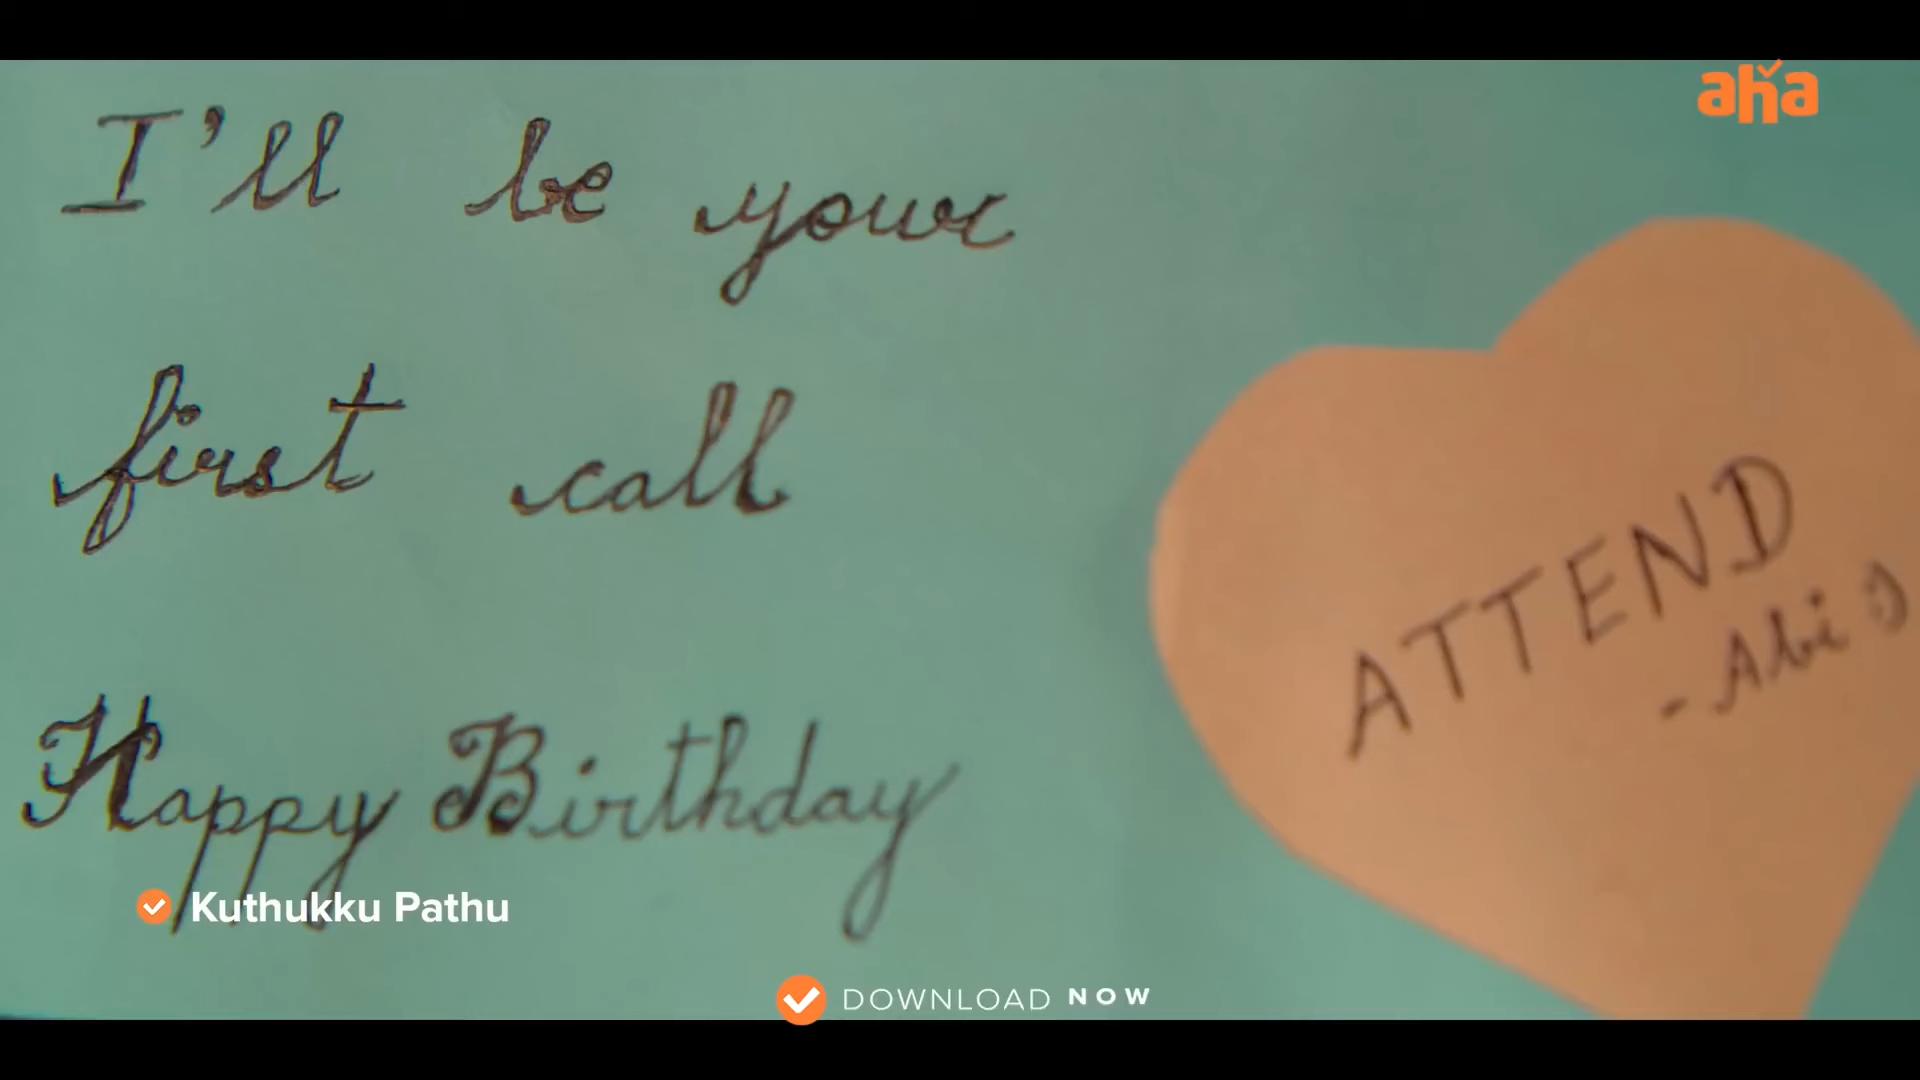 aha
I'll be your
first call
Happy Birthday
ATTEND
- Abi :)
Kuthukku Pathu
DOWNLOAD NOW